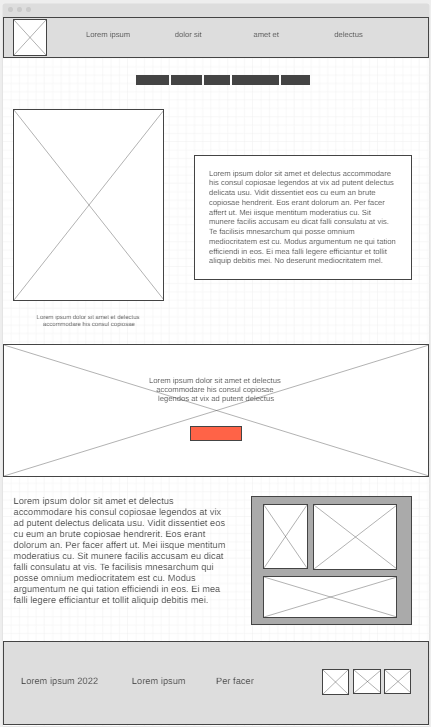 Lorem ipsum
dolor sit
amet et
delectus
Lorem ipsum dolor sit amet et delectus accommodare
his consul copiosae legendos at vix ad putent delectus
delicata usu. Vidit dissentiet eos cu eum an brute
copiosae hendrerit. Eos erant dolorum an. Per facer
affert ut. Mei iisque mentitum moderatius cu. Sit
munere facilis accusam eu dicat falli consulatu at vis.
Te facilisis mnesarchum qui posse omnium
mediocritatem est cu. Modus argumentum ne qui tation
efficiendi in eos. Ei mea falli legere efficiantur et tollit
aliquip debitis mei. No deserunt mediocritatem mel.
Lorem ipsum dolor sit amet et delectus
accommodare his consul copiosae
Lorem ipsum dolor sit amet et delectus
accommodare his consul copiosae
legendos at vix ad putent delectus
Lorem ipsum dolor sit amet et delectus
accommodare his consul copiosae legendos at vix
ad putent delectus delicata usu. Vidit dissentiet eos
cu eum an brute copiosae hendrerit. Eos erant
dolorum an. Per facer affert ut. Mei iisque mentitum
moderatius cu. Sit munere facilis accusam eu dicat
falli consulatu at vis. Te facilisis mnesarchum qui
posse omnium mediocritatem est cu. Modus
argumentum ne qui tation efficiendi in eos. Ei mea
falli legere efficiantur et tollit aliquip debitis mei.
Lorem ipsum 2022
Lorem ipsum
Per facer